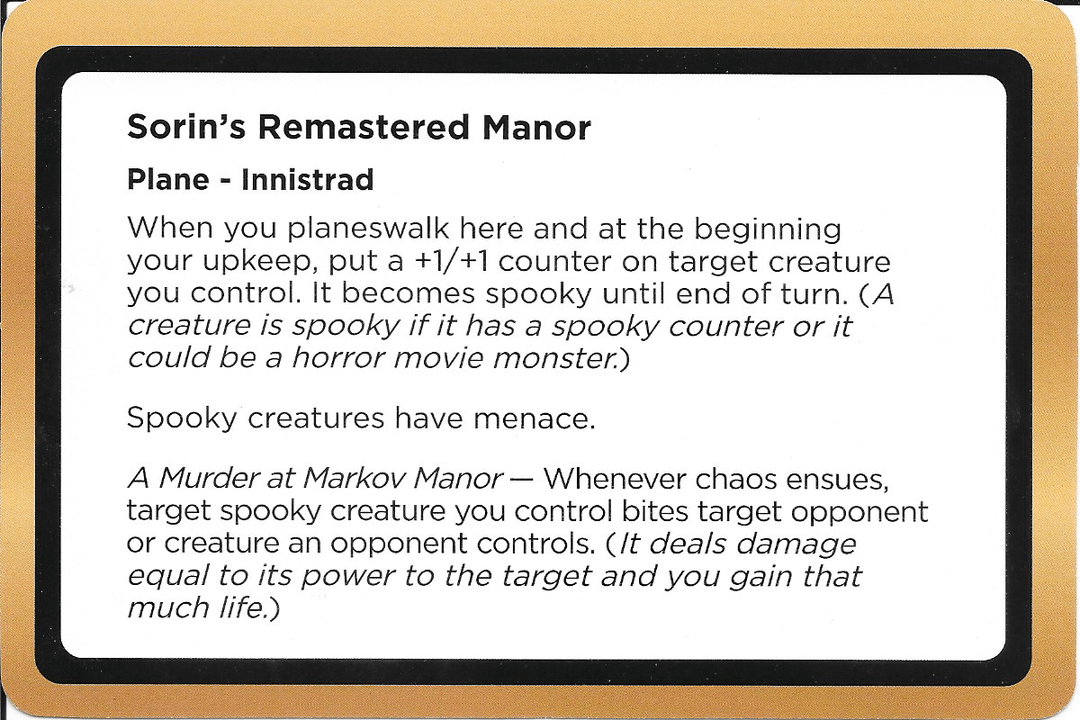 Sorin's Remastered Manor
Plane - Innistrad
When you planeswalk here and at the beginning
your upkeep, put a +1/+1 counter on target creature
you control. It becomes spooky until end of turn. (A
creature is spooky if it has a spooky counter or it
could be a horror movie monster.)
Spooky creatures have menace.
A Murder at Markov Manor — Whenever chaos ensues,
target spooky creature you control bites target opponent
or creature an opponent controls. (It deals damage
equal to its power to the target and you gain that
much life.)